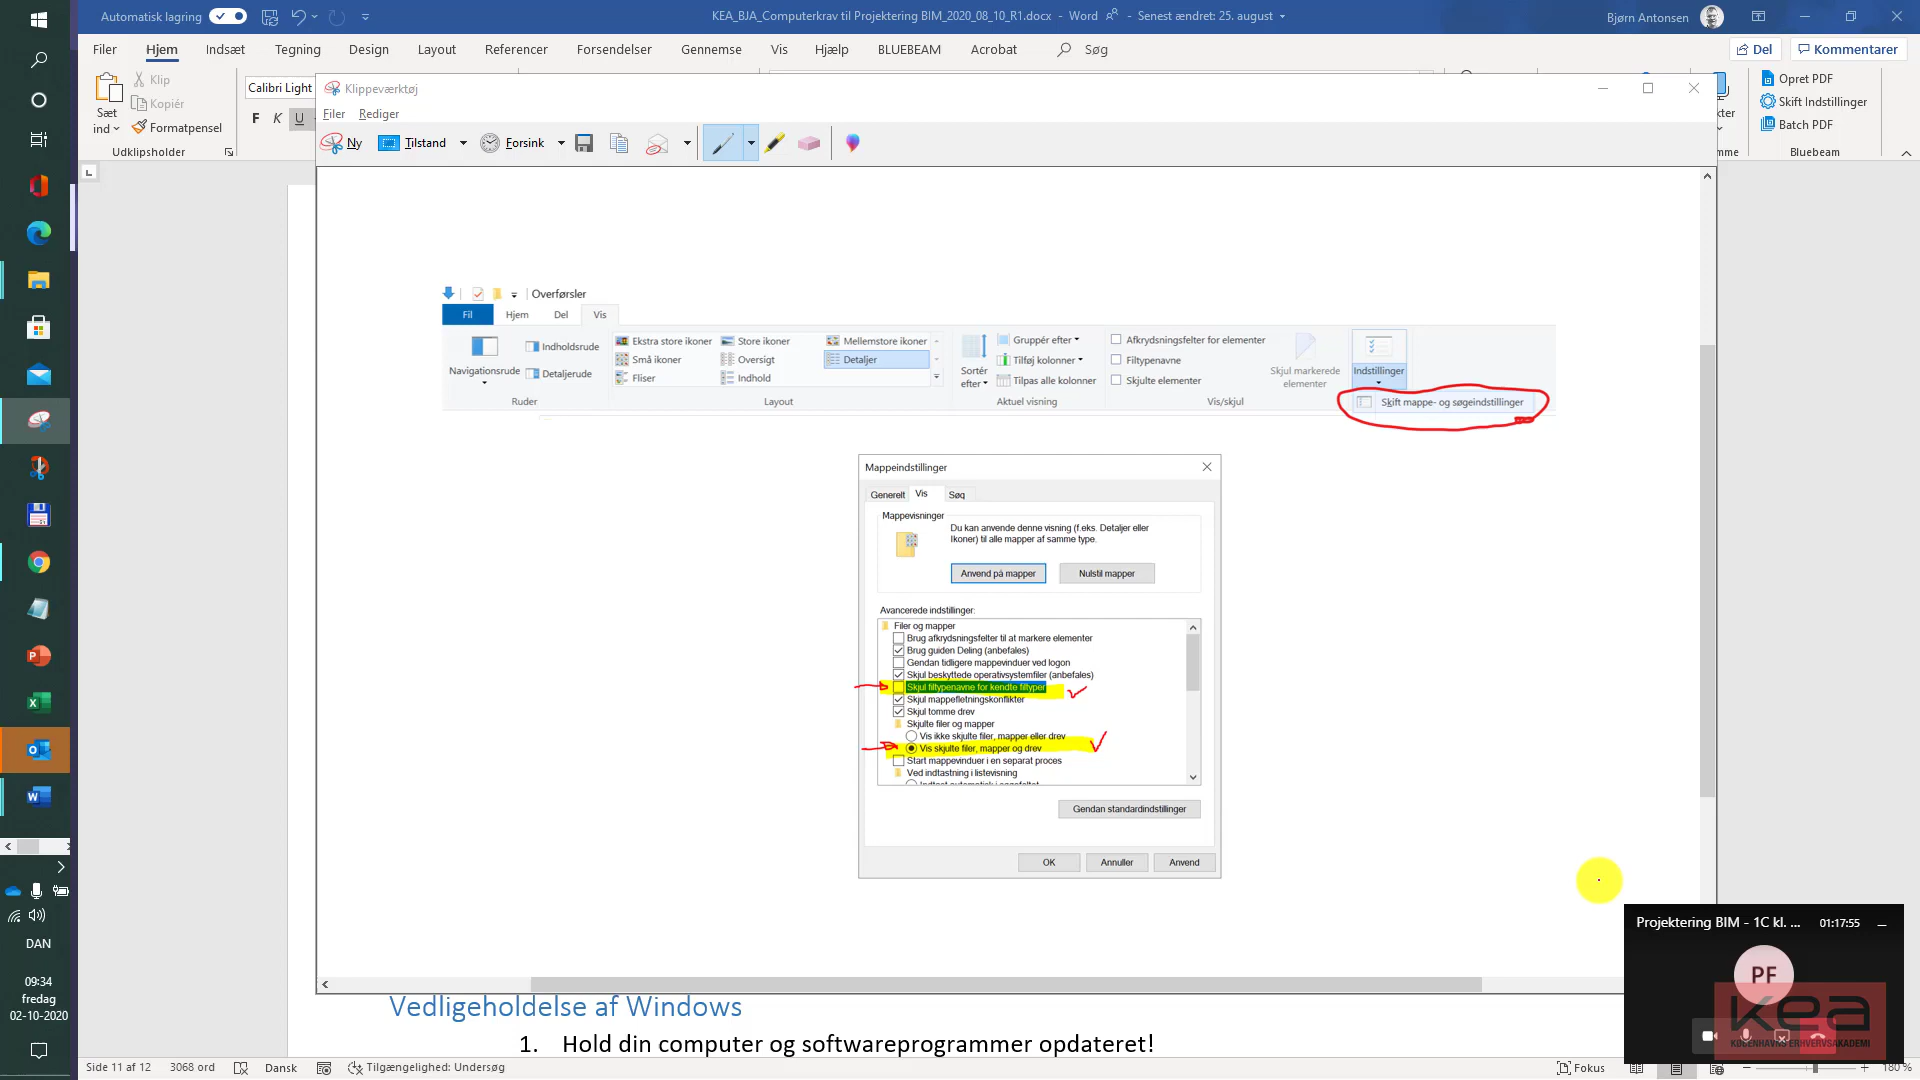 Automatisk lagring
KEA_BJA_Computerkrav til Projektering BIM_2020_08_10_R1.docx - Word
- Senest ændret: 25. august
Bjørn Antonsen
Filer Hjem Indsæt Tegning Design Layout Referencer Forsendelser Gennemse Vis Hjælp BLUEBEAM Acrobat Søg
Del Kommentarer
Sæt ind
Klip
Kopiér
Formatpensel
Udklipsholder
Calibri Light
F K U
Opret PDF
Skift Indstillinger
Batch PDF
Bluebeam
Klippeværktøj
Filer Rediger
Ny Tilstand Forsink
Overførsler
Fil Hjem Del Vis
Navigationsrude
Indholdsrude
Detaljerude
Ruder
Ekstra store ikoner Store ikoner Mellemstore ikoner
Små ikoner Oversigt Detaljer
Fliser Indhold
Layout
Sortér efter
Gruppér efter
Tilføj kolonner
Tilpas alle kolonner
Aktuel visning
Afkrydsningsfelter for elementer
Filtypenavne
Skjulte elementer
Skjul markerede elementer
Vis/skjul
Indstillinger
Skift mappe- og søgeindstillinger
Mappeindstillinger
Generelt Vis Søg
Mappevisninger
Du kan anvende denne visning (f.eks. Detaljer eller
Ikoner) til alle mapper af samme type.
Anvend på mapper Nulstil mapper
Avancerede indstillinger:
Filer og mapper
Brug afkrydsningsfelter til at markere elementer
Brug guiden Deling (anbefales)
Gendan tidligere mappevinduer ved logon
Skjul beskyttede operativsystemfiler (anbefales)
Skjul filtypenavne for kendte filtyper
Skjul mappefletningskonflikter
Skjul tomme drev
Skjulte filer og mapper
Vis ikke skjulte filer, mapper eller drev
Vis skjulte filer, mapper og drev
Start mappevinduer i en separat proces
Ved indtastning i listevisning
Gendan standardindstillinger
OK Annuller Anvend
Vedligeholdelse af Windows
1. Hold din computer og softwareprogrammer opdateret!
Projektering BIM - 1C kl. ... 01:17:55
PF
kea
KØBENHAVNS ERHVERVSAKADEMI
DAN
09:34
fredag
02-10-2020
Side 11 af 12 3068 ord Dansk Tilgængelighed: Undersøg
Fokus
180 %